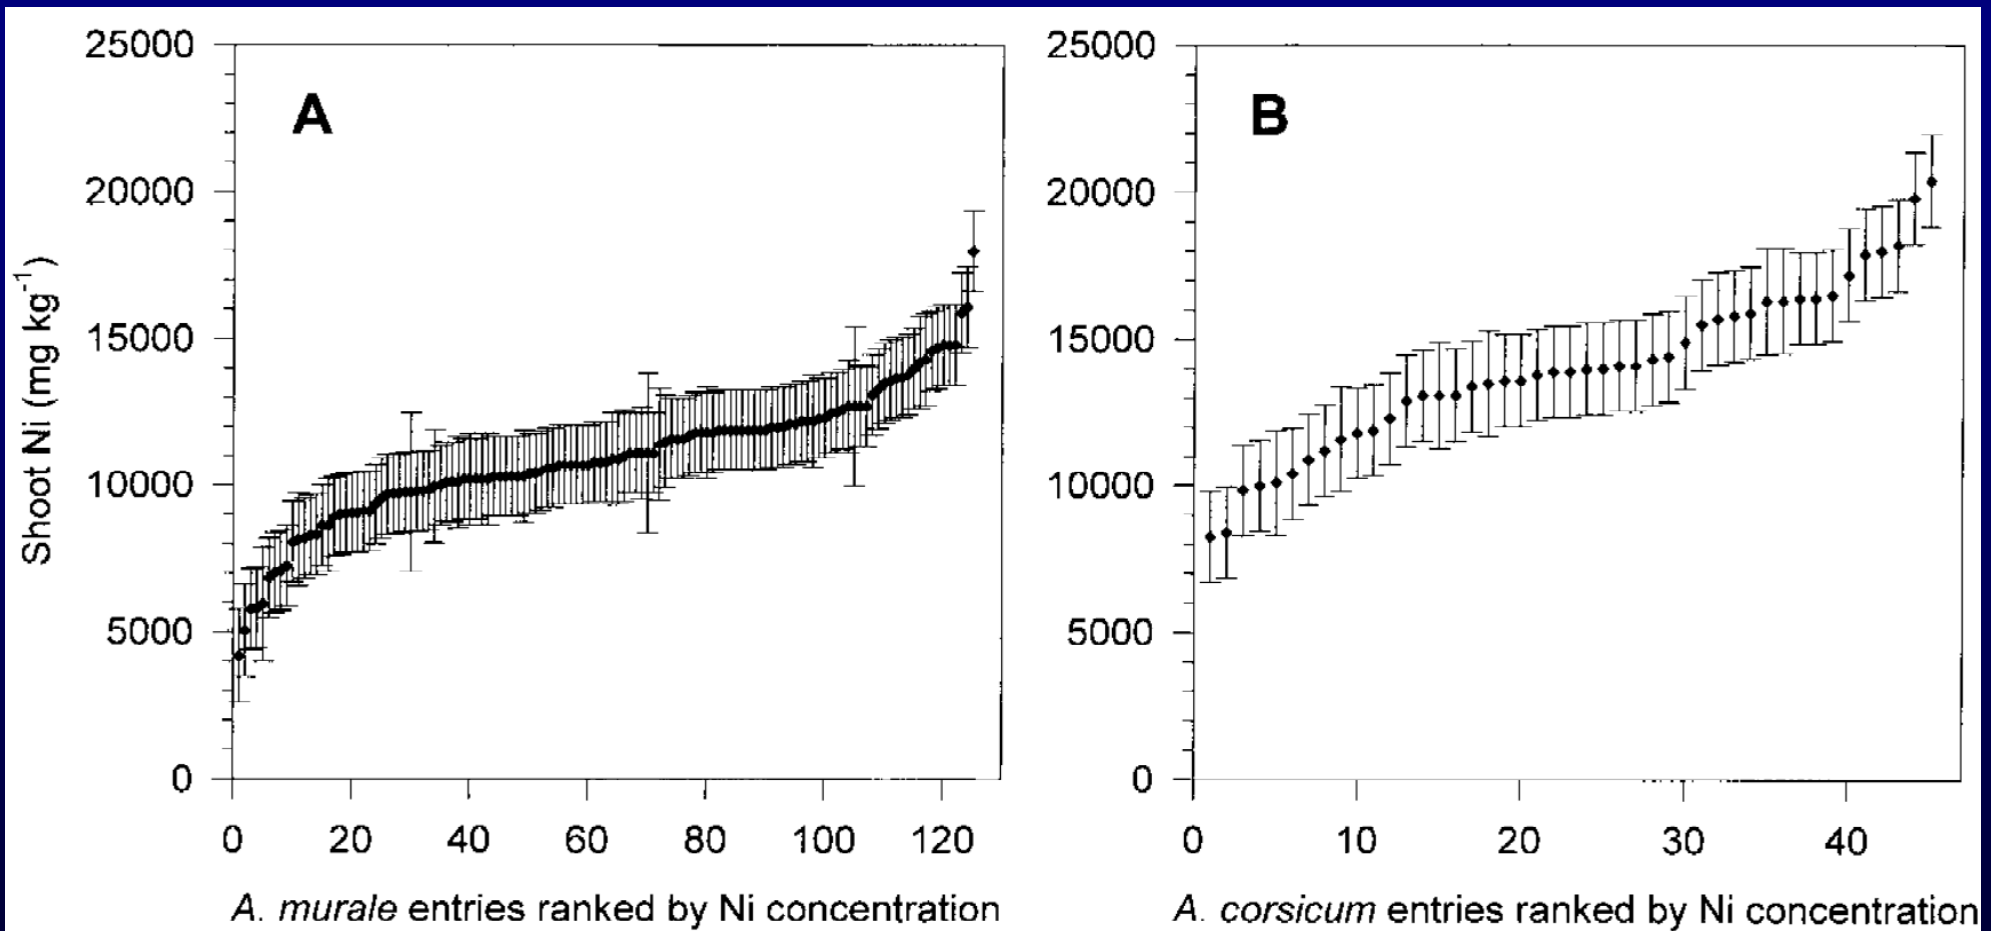 A
B
25000
20000
15000
10000
5000
0
Shoot Ni (mg kg⁻¹)
0 20 40 60 80 100 120
A. murale entries ranked by Ni concentration
25000
20000
15000
10000
5000
0
0 10 20 30 40
A. corsicum entries ranked by Ni concentration